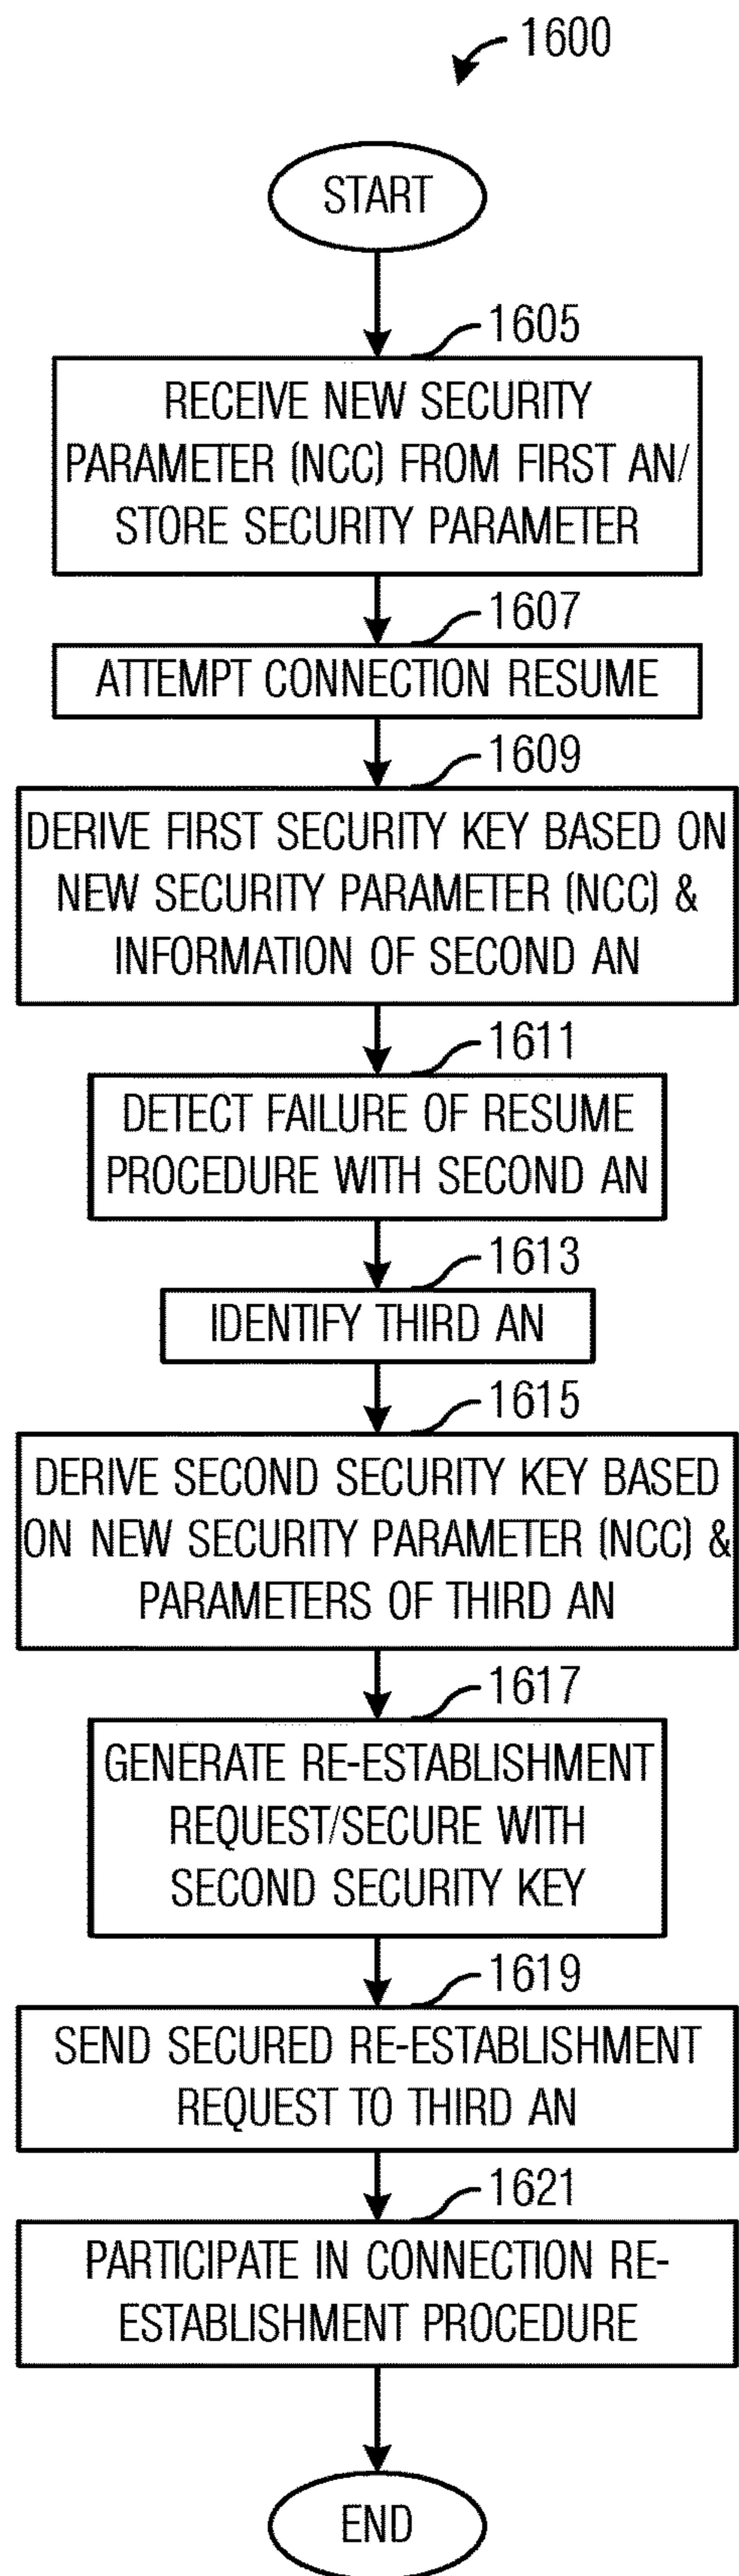 1600
START
1605
RECEIVE NEW SECURITY
PARAMETER (NCC) FROM FIRST AN/
STORE SECURITY PARAMETER
1607
ATTEMPT CONNECTION RESUME
1609
DERIVE FIRST SECURITY KEY BASED ON
NEW SECURITY PARAMETER (NCC) &
INFORMATION OF SECOND AN
1611
DETECT FAILURE OF RESUME
PROCEDURE WITH SECOND AN
1613
IDENTIFY THIRD AN
1615
DERIVE SECOND SECURITY KEY BASED
ON NEW SECURITY PARAMETER (NCC) &
PARAMETERS OF THIRD AN
1617
GENERATE RE-ESTABLISHMENT
REQUEST/SECURE WITH
SECOND SECURITY KEY
1619
SEND SECURED RE-ESTABLISHMENT
REQUEST TO THIRD AN
1621
PARTICIPATE IN CONNECTION RE-
ESTABLISHMENT PROCEDURE
END